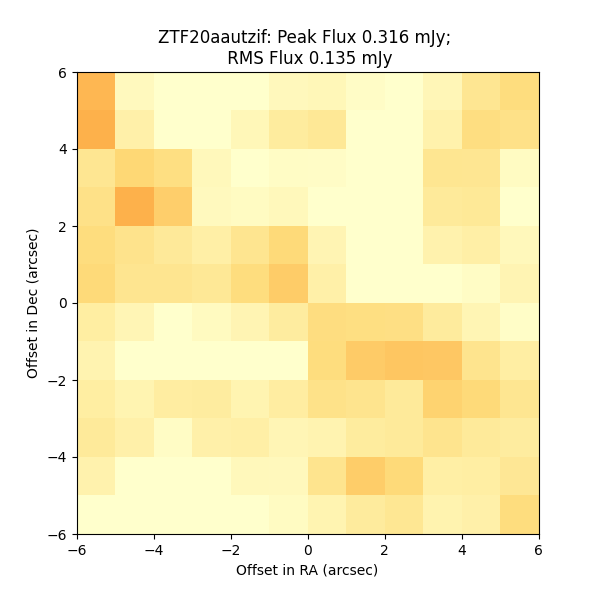 ZTF20aautzif: Peak Flux 0.316 mJy;
RMS Flux 0.135 mJy
6
4
2
0
−2
−4
−6
Offset in Dec (arcsec)
−6 −4 −2 0 2 4 6
Offset in RA (arcsec)